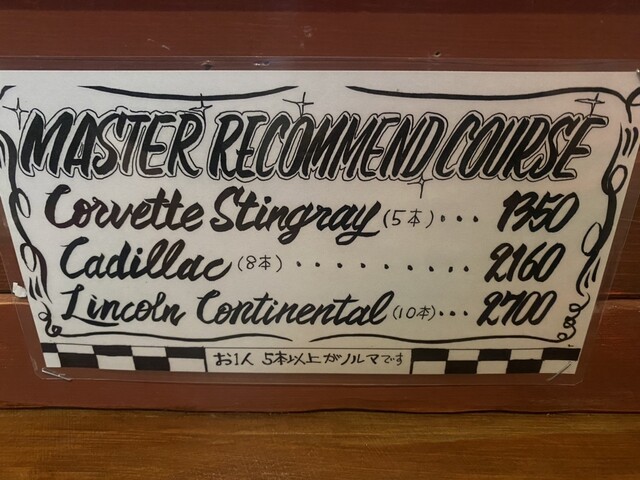 MASTER RECOMMEND COURSE
Corvette Stingray (5本)... 1350
Cadillac (8本).......... 2160
Lincoln Continental (10本)... 2700
お1人 5本以上がノルマです